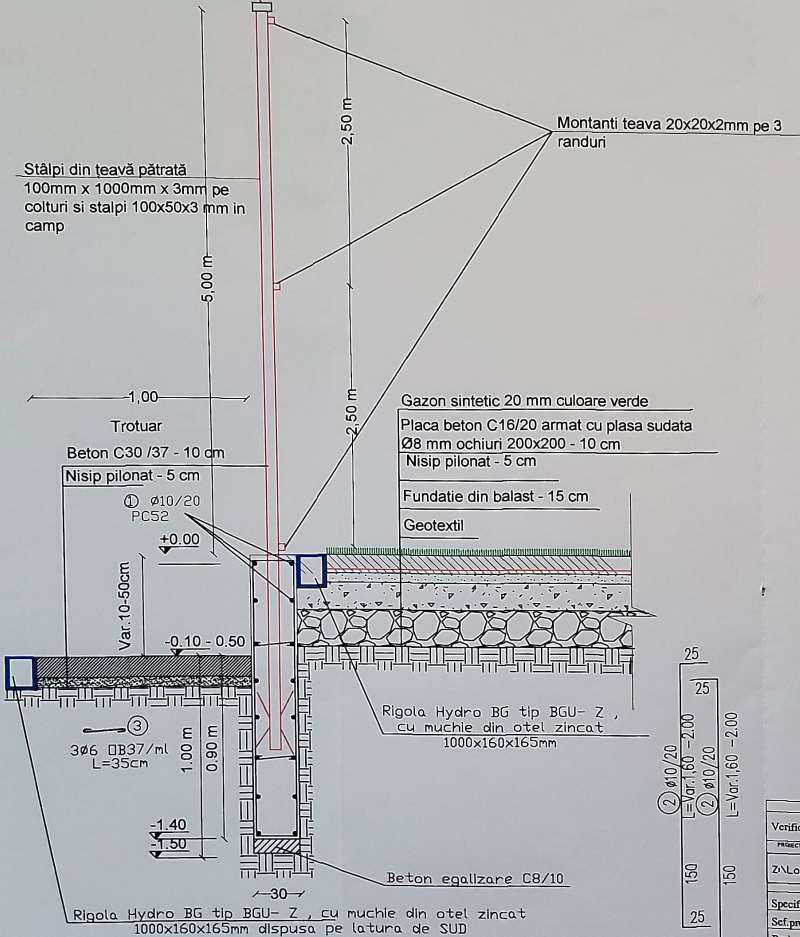 2,50 m
Montanti teava 20x20x2mm pe 3
randuri
Stâlpi din țeavă pătrată
100mm x 1000mm x 3mm pe
colturi si stalpi 100x50x3 mm in
camp
5,00 m
1,00
Trotuar
Beton C30 /37 - 10 cm
Nisip pilonat - 5 cm
2,50 m
Gazon sintetic 20 mm culoare verde
Placa beton C16/20 armat cu plasa sudata
Ø8 mm ochiuri 200x200 - 10 cm
Nisip pilonat - 5 cm
Fundatie din balast - 15 cm
Geotextil
1 Ø10/20
PC52
+0.00
Var.10-50cm
-0.10 - 0.50
3
3Ø6 OB37/ml
L=35cm
1.00 m
0.90 m
Rigola Hydro BG tip BGU- Z ,
cu muchie din otel zincat
1000x160x165mm
25
25
2 Ø10/20
L=Var.1,60 -2.00
2 Ø10/20
L=Var.1,60 -2.00
150
150
25
-1.40
-1.50
30
Beton egalizare C8/10
Rigola Hydro BG tip BGU- Z , cu muchie din otel zincat
1000x160x165mm dispusa pe latura de SUD
Verific
PROIECT
Specif
Sef.pr